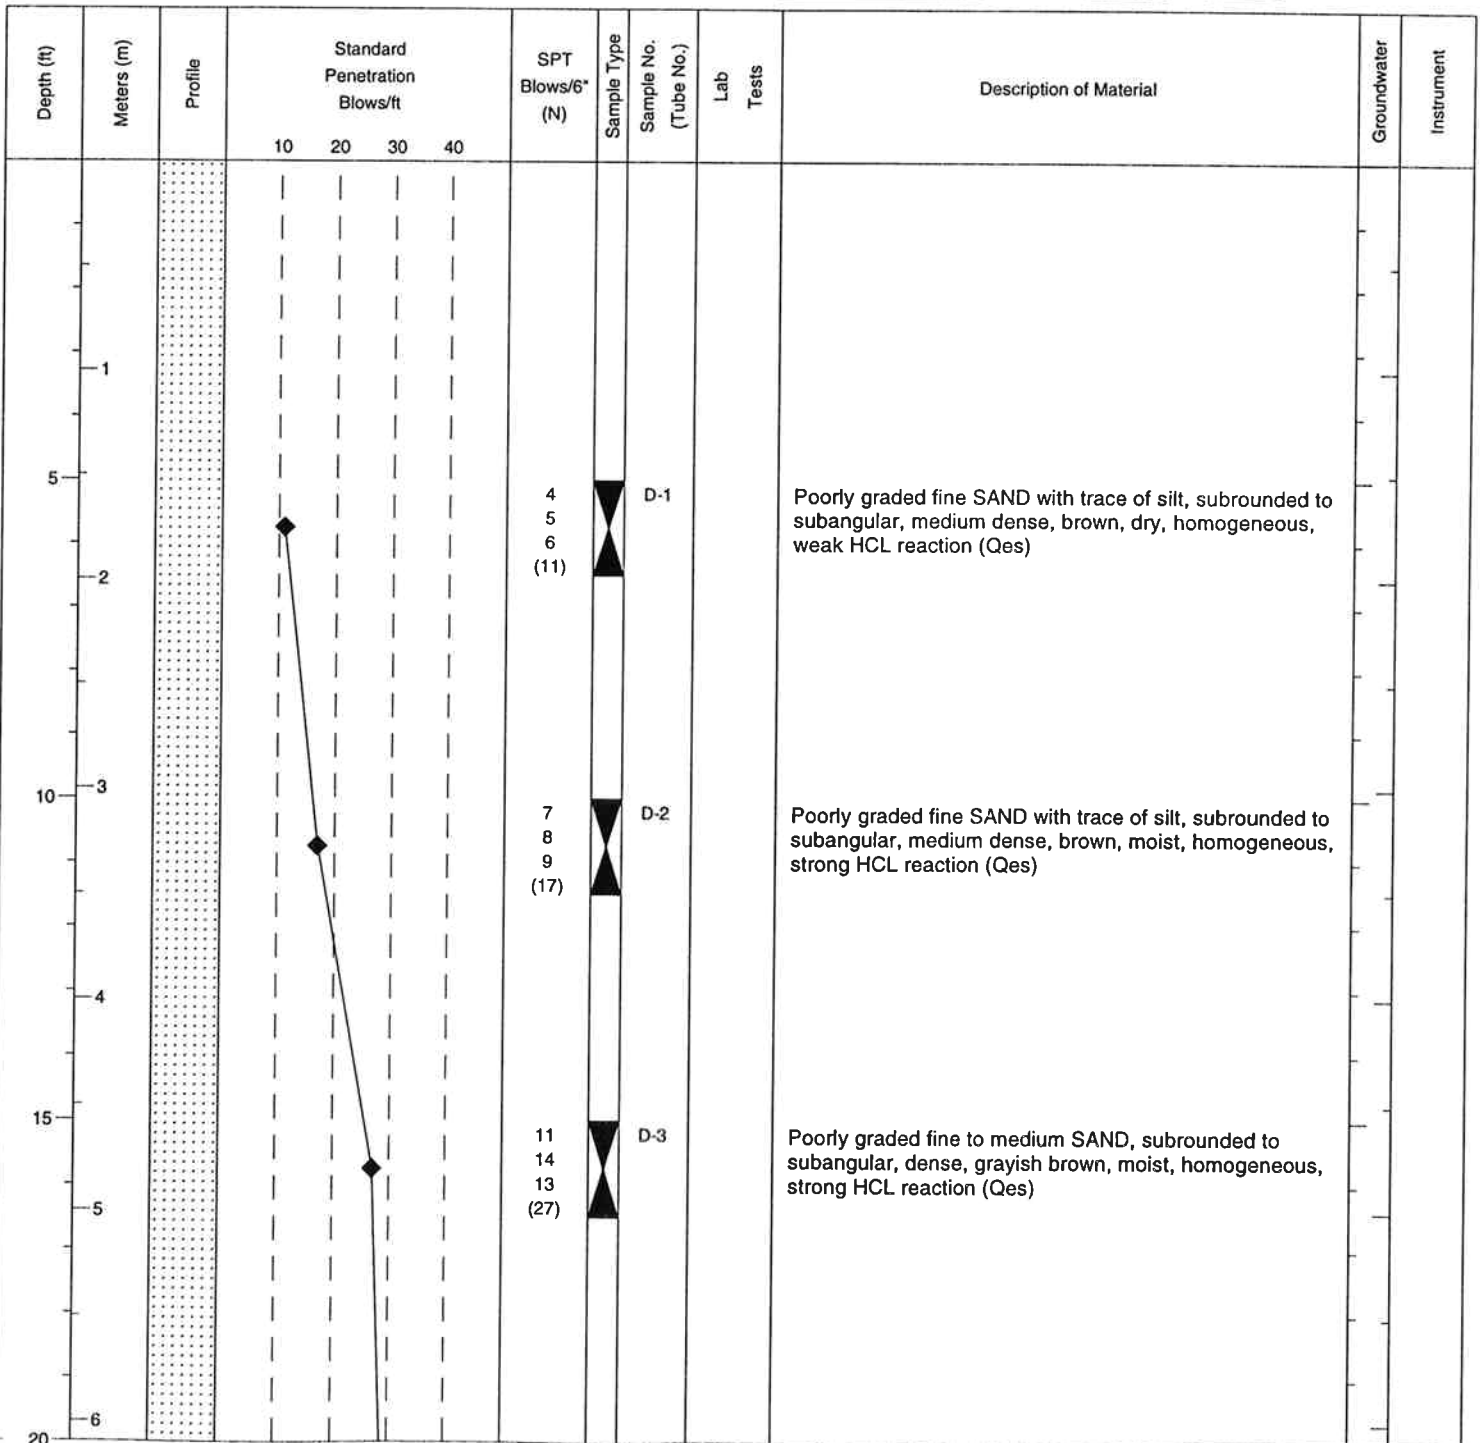 Depth (ft)
Meters (m)
Profile
Standard
Penetration
Blows/ft
10 20 30 40
SPT
Blows/6"
(N)
Sample Type
Sample No.
(Tube No.)
Lab
Tests
Description of Material
Groundwater
Instrument
1
5
4
5
6
(11)
D-1
Poorly graded fine SAND with trace of silt, subrounded to
subangular, medium dense, brown, dry, homogeneous,
weak HCL reaction (Qes)
2
3
10
7
8
9
(17)
D-2
Poorly graded fine SAND with trace of silt, subrounded to
subangular, medium dense, brown, moist, homogeneous,
strong HCL reaction (Qes)
4
15
11
14
13
(27)
D-3
Poorly graded fine to medium SAND, subrounded to
subangular, dense, grayish brown, moist, homogeneous,
strong HCL reaction (Qes)
5
6
20